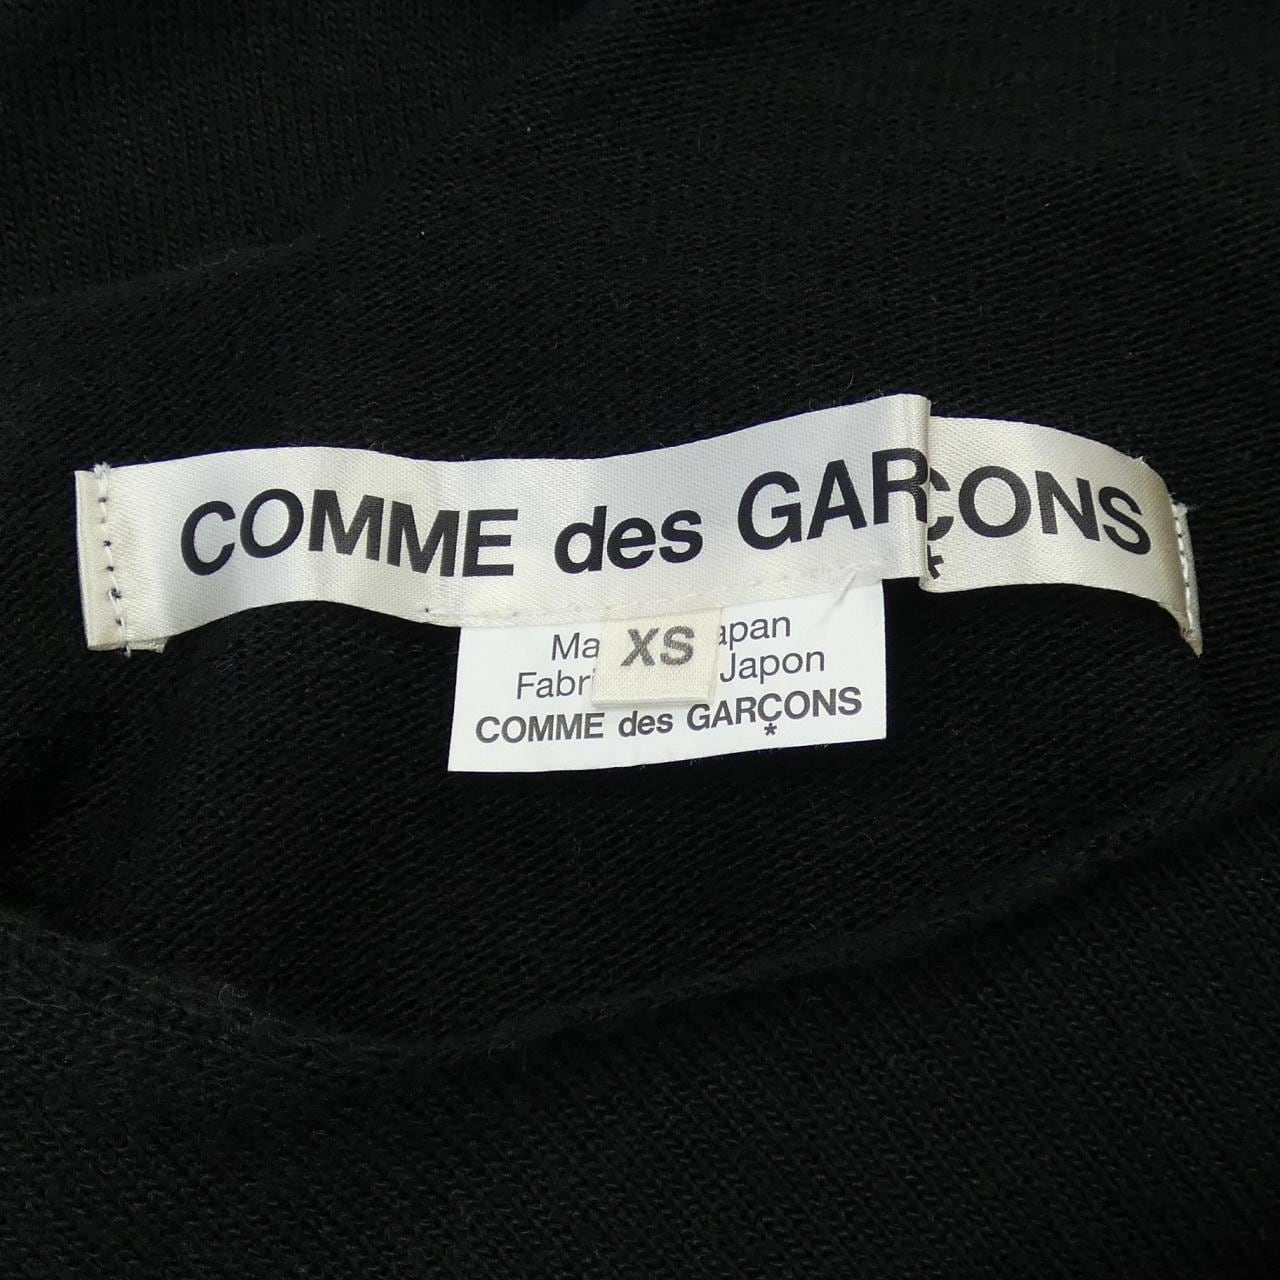 COMME des GARÇONS
*
XS
Ma apan
Fabri Japon
COMME des GARÇONS
*